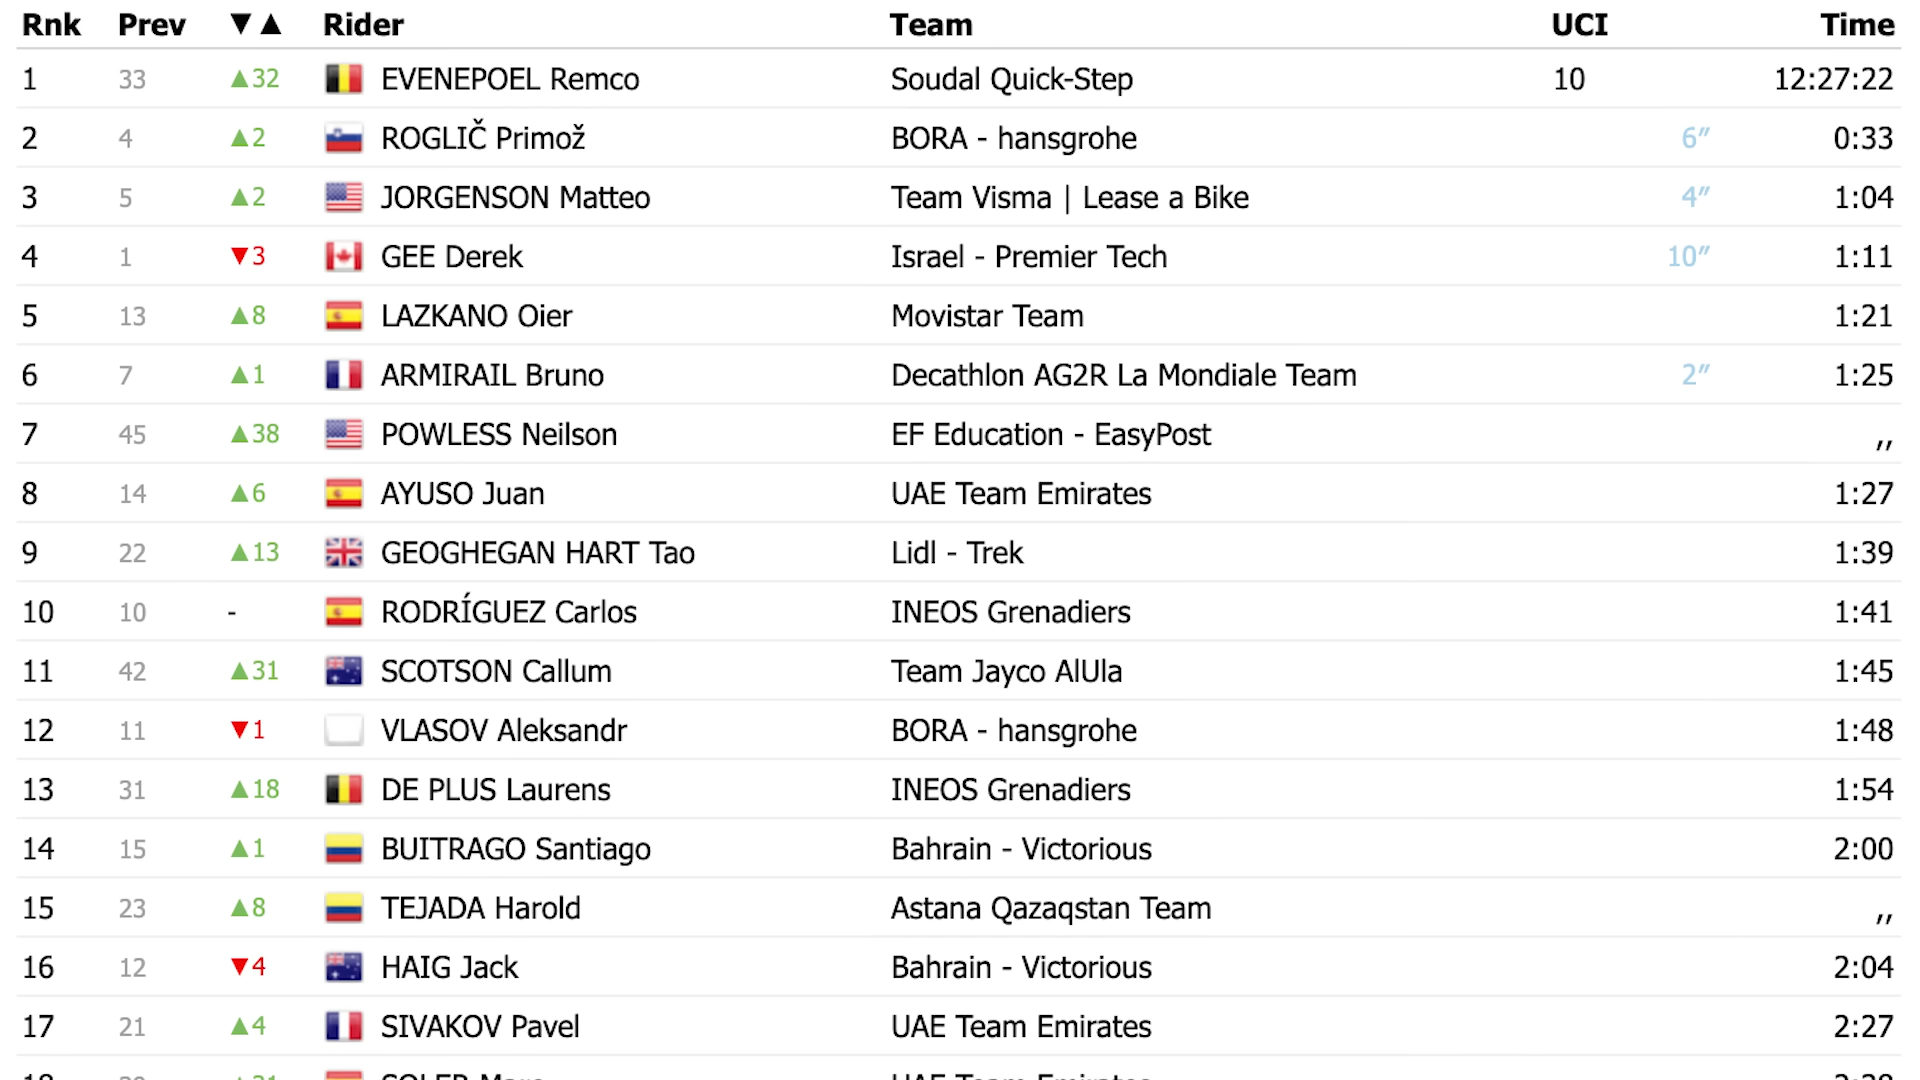 Rnk Prev ▼▲ Rider Team UCI Time
1 33 ▲32 EVENEPOEL Remco Soudal Quick-Step 10 12:27:22
2 4 ▲2 ROGLIČ Primož BORA - hansgrohe 6″ 0:33
3 5 ▲2 JORGENSON Matteo Team Visma | Lease a Bike 4″ 1:04
4 1 ▼3 GEE Derek Israel - Premier Tech 10″ 1:11
5 13 ▲8 LAZKANO Oier Movistar Team 1:21
6 7 ▲1 ARMIRAIL Bruno Decathlon AG2R La Mondiale Team 2″ 1:25
7 45 ▲38 POWLESS Neilson EF Education - EasyPost ,,
8 14 ▲6 AYUSO Juan UAE Team Emirates 1:27
9 22 ▲13 GEOGHEGAN HART Tao Lidl - Trek 1:39
10 10 - RODRÍGUEZ Carlos INEOS Grenadiers 1:41
11 42 ▲31 SCOTSON Callum Team Jayco AlUla 1:45
12 11 ▼1 VLASOV Aleksandr BORA - hansgrohe 1:48
13 31 ▲18 DE PLUS Laurens INEOS Grenadiers 1:54
14 15 ▲1 BUITRAGO Santiago Bahrain - Victorious 2:00
15 23 ▲8 TEJADA Harold Astana Qazaqstan Team ,,
16 12 ▼4 HAIG Jack Bahrain - Victorious 2:04
17 21 ▲4 SIVAKOV Pavel UAE Team Emirates 2:27
18 SOLER Marc UAE Team Emirates